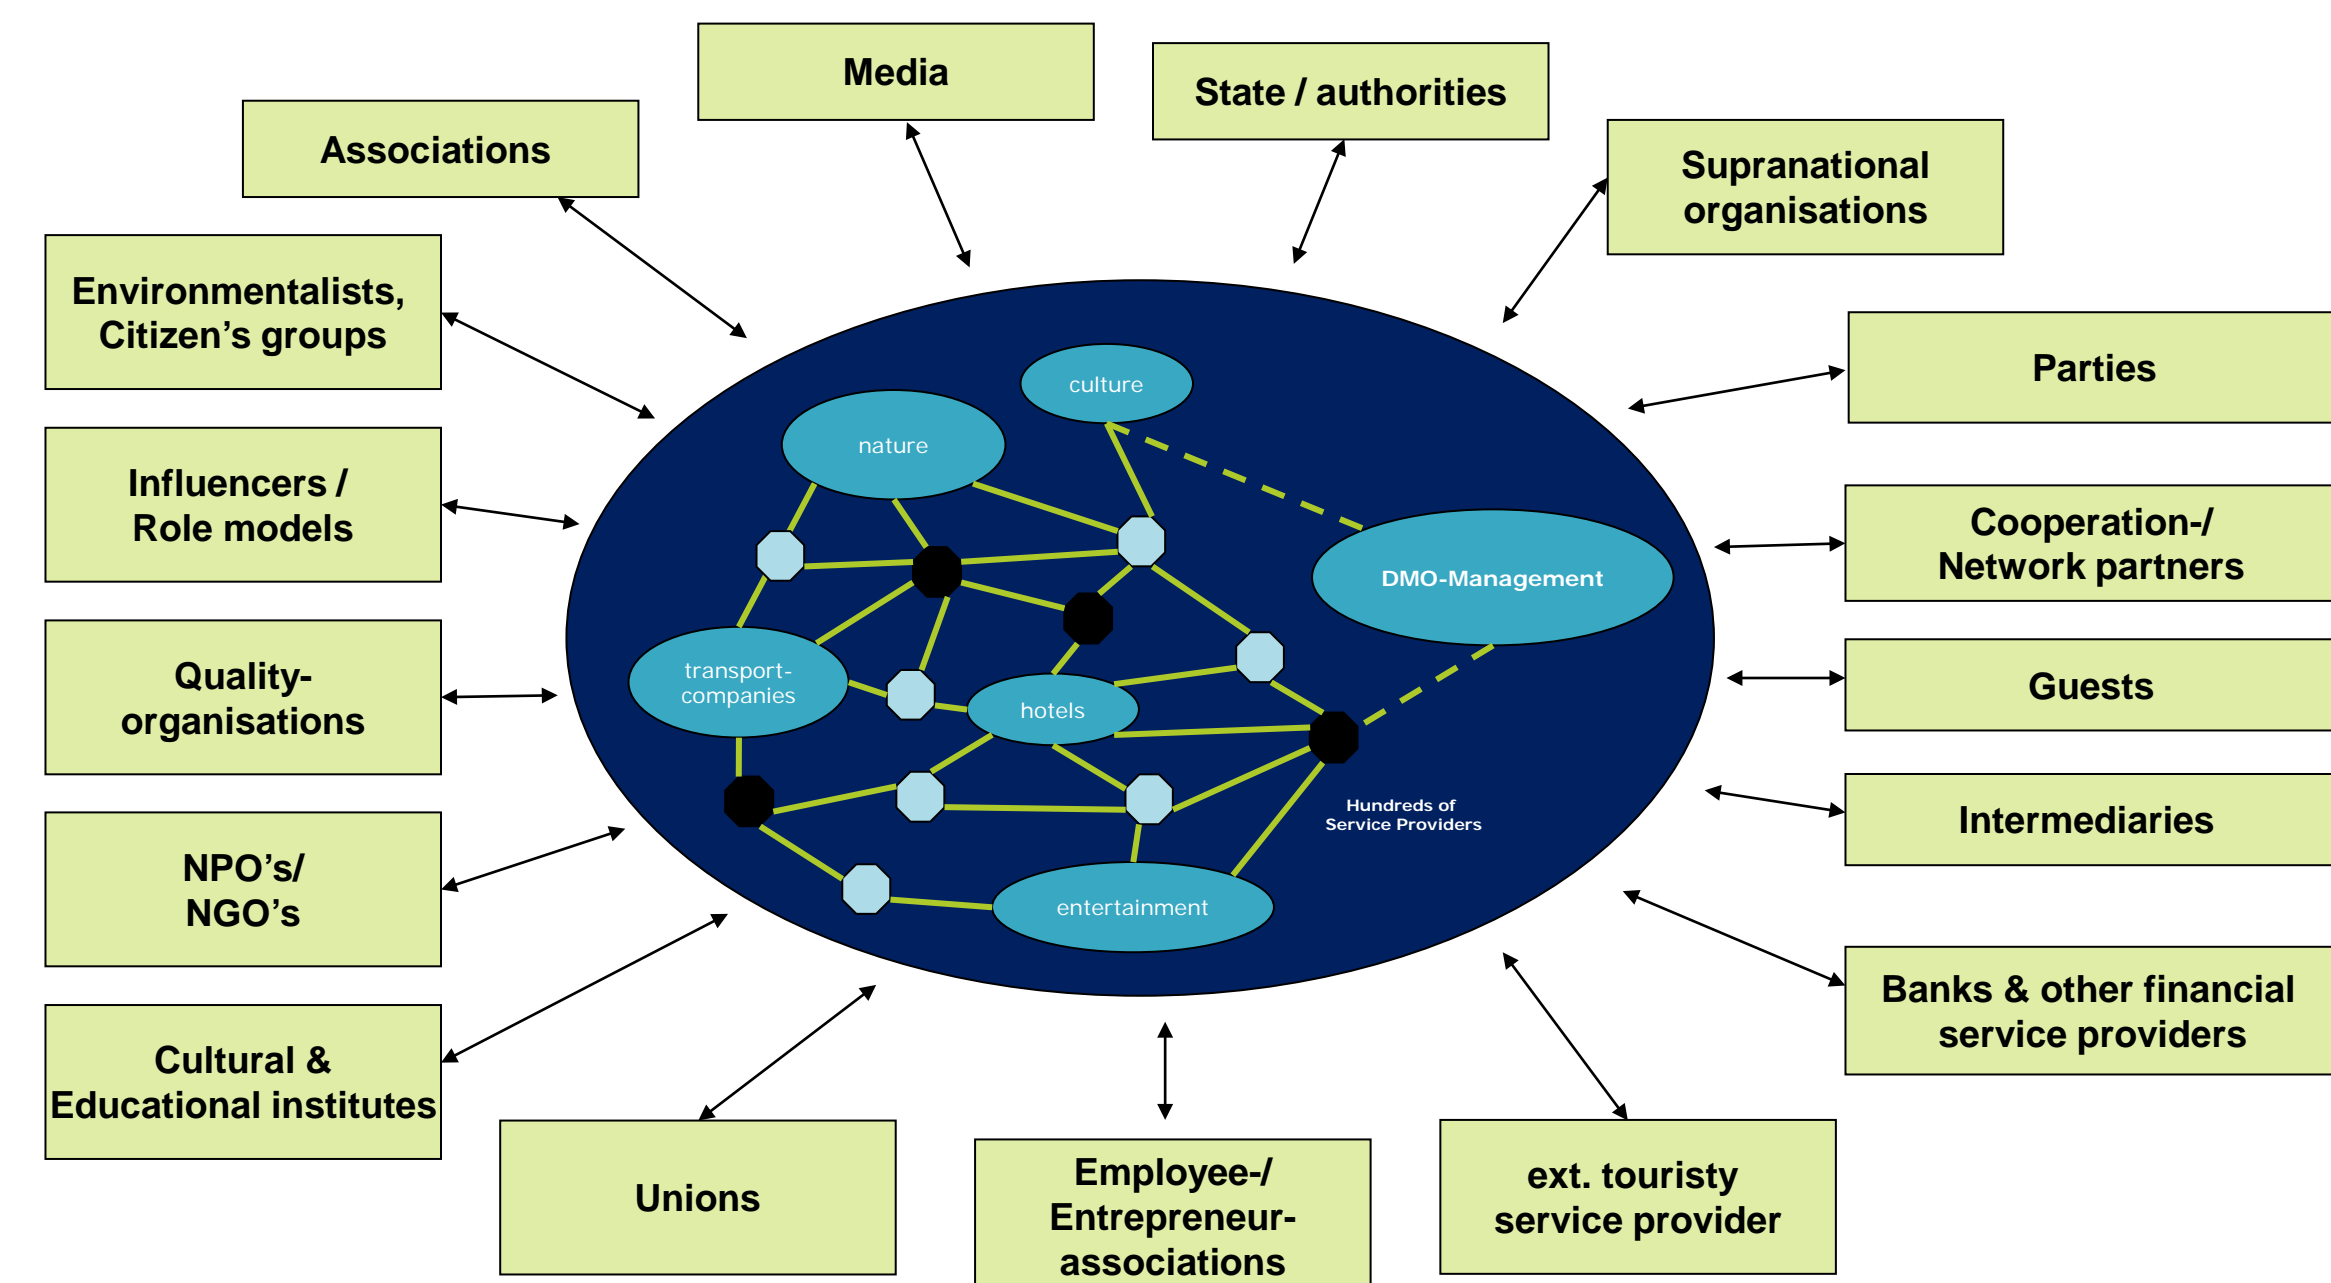 Media
State / authorities
Associations
Supranational
organisations
Environmentalists,
Citizen’s groups
Parties
culture
nature
Influencers /
Role models
Cooperation-/
Network partners
DMO-Management
Quality-
organisations
transport-
companies
hotels
Guests
Hundreds of
Service Providers
Intermediaries
NPO’s/
NGO’s
entertainment
Banks & other financial
service providers
Cultural &
Educational institutes
Unions
Employee-/
Entrepreneur-
associations
ext. touristy
service provider